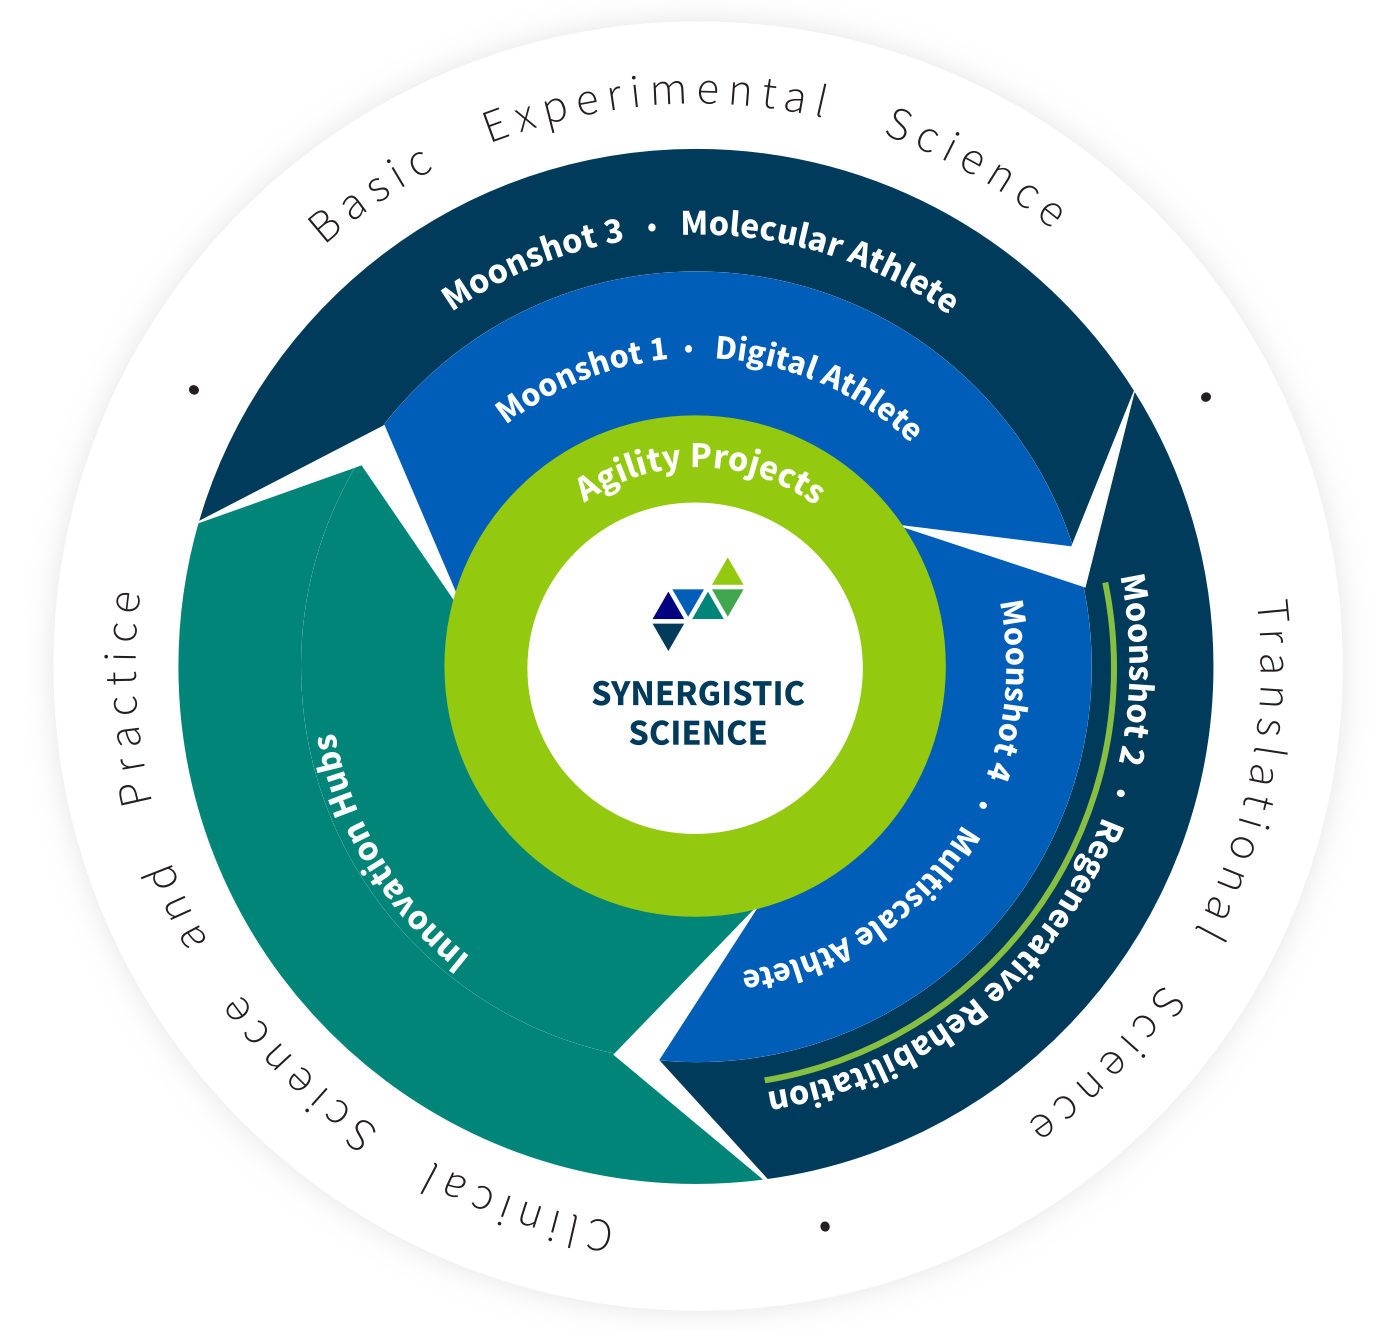 Basic Experimental Science
•
Translational Science
•
Clinical Science and Practice
•
Moonshot 3 • Molecular Athlete
Moonshot 1 • Digital Athlete
Moonshot 2 • Regenerative Rehabilitation
Moonshot 4 • Multiscale Athlete
Innovation Hubs
Agility Projects
SYNERGISTIC
SCIENCE